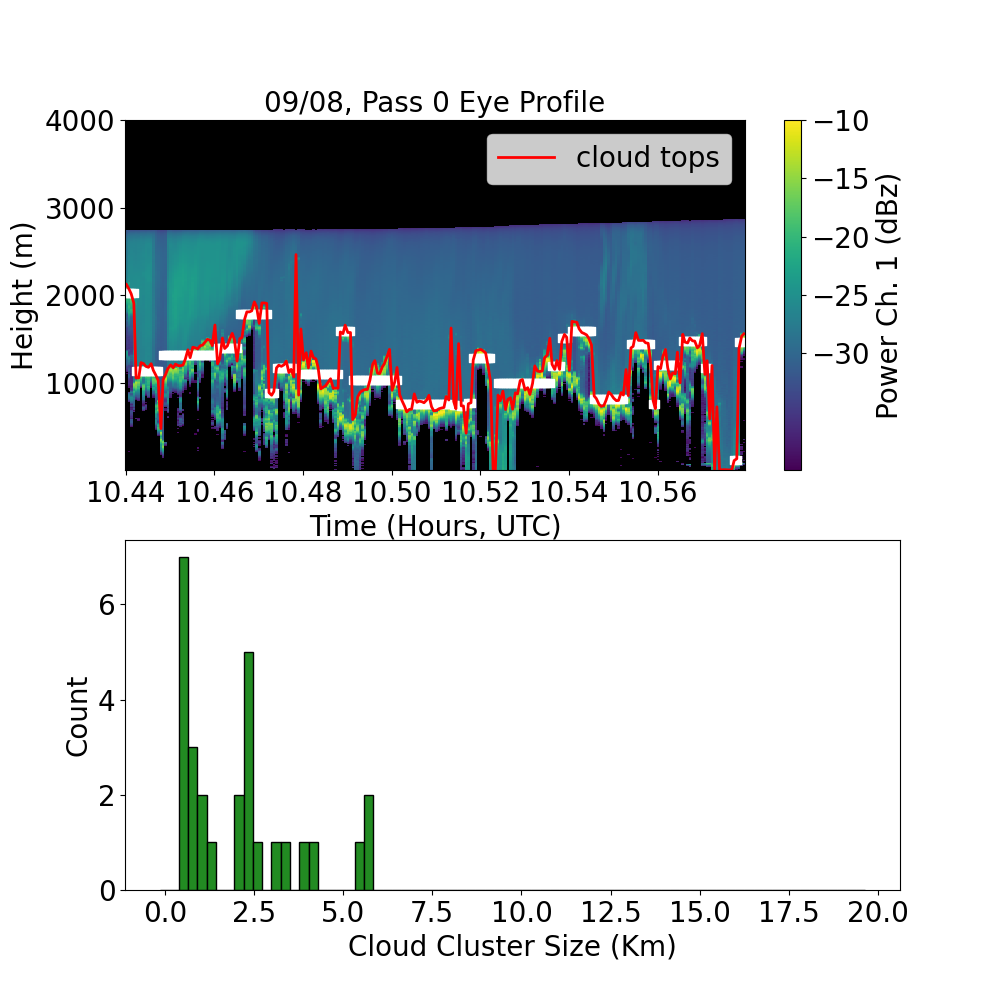 09/08, Pass 0 Eye Profile
4000
3000
2000
1000
Height (m)
cloud tops
−10
−15
−20
−25
−30
Power Ch. 1 (dBz)
10.44 10.46 10.48 10.50 10.52 10.54 10.56
Time (Hours, UTC)
6
4
2
0
Count
0.0 2.5 5.0 7.5 10.0 12.5 15.0 17.5 20.0
Cloud Cluster Size (Km)